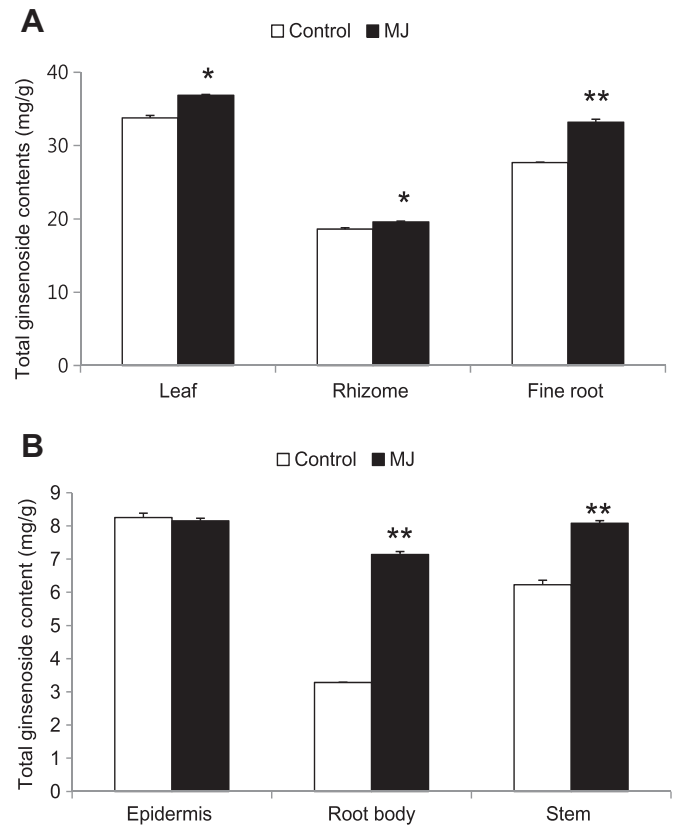 A
Control MJ
Total ginsenoside contents (mg/g)
40
30
20
10
0
*
*
**
Leaf Rhizome Fine root
B
Control MJ
Total ginsenoside content (mg/g)
9
8
7
6
5
4
3
2
1
0
**
**
Epidermis Root body Stem